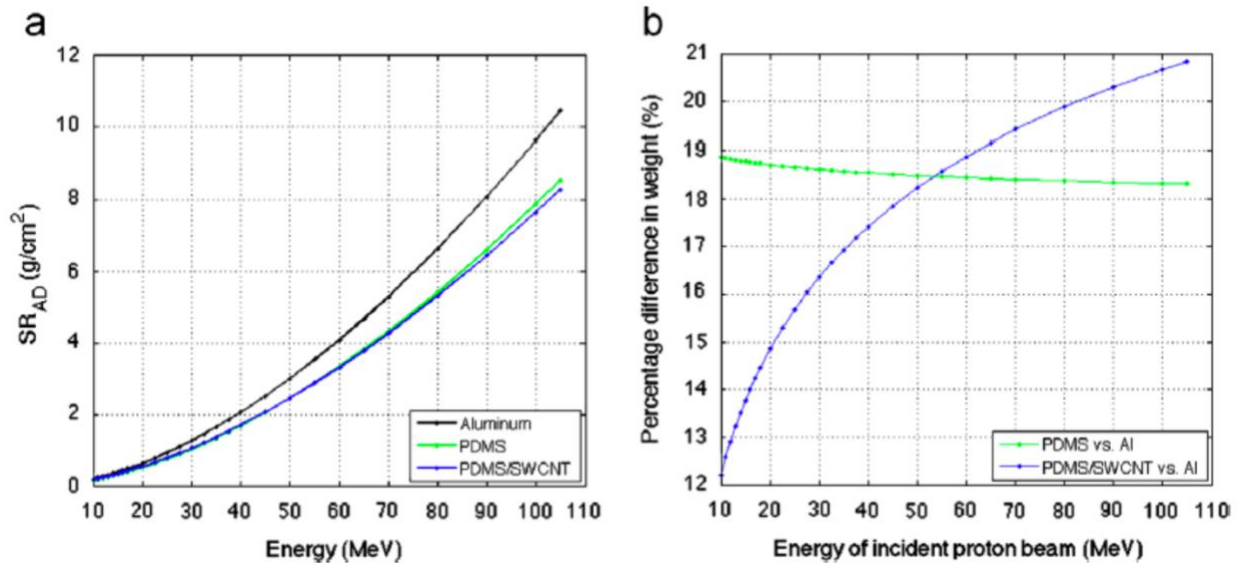 a
12
10
8
6
4
2
0
10 20 30 40 50 60 70 80 90 100 110
SR_AD (g/cm²)
Energy (MeV)
Aluminum
PDMS
PDMS/SWCNT
b
21
20
19
18
17
16
15
14
13
12
10 20 30 40 50 60 70 80 90 100 110
Percentage difference in weight (%)
Energy of incident proton beam (MeV)
PDMS vs. Al
PDMS/SWCNT vs. Al